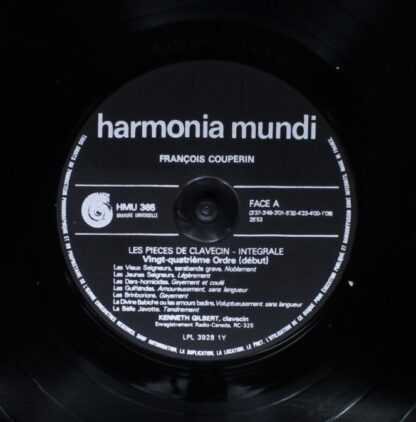 harmonia mundi
FRANÇOIS COUPERIN
HMU 365
GRAVURE UNIVERSELLE
FACE A
25'53
LES PIECES DE CLAVECIN - INTEGRALE
Vingt-quatrième Ordre (début)
Les Vieux Seigneurs, sarabande grave. Noblement
Les Jeunes Seigneurs. Légèrement
Les Dars-homicides. Gayement et coulé
Les Guirlandes. Amoureusement, sans langueur
Les Brinborions. Gayement
La Divine Babiche ou les amours badins. Voluptueusement, sans langueur
La Belle Javotte. Tendrement
KENNETH GILBERT, clavecin
Enregistrement Radio-Canada, RC-325
LPL 3928 1Y